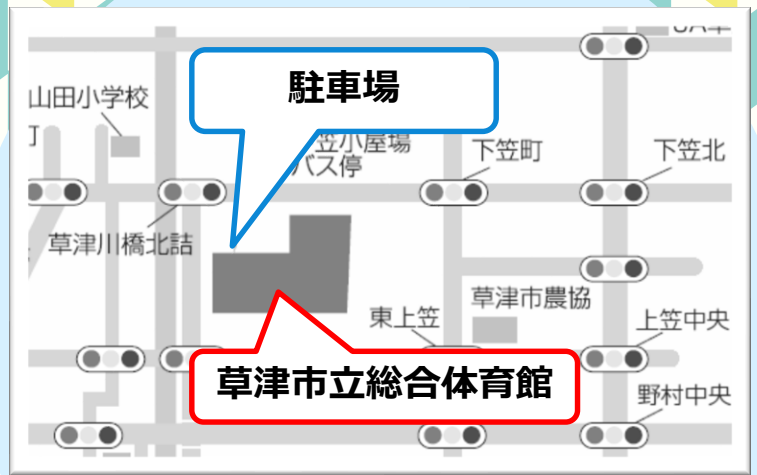 駐車場
山田小学校
笠小屋場
バス停
下笠町
下笠北
草津川橋北詰
草津市農協
東上笠
上笠中央
草津市立総合体育館
野村中央